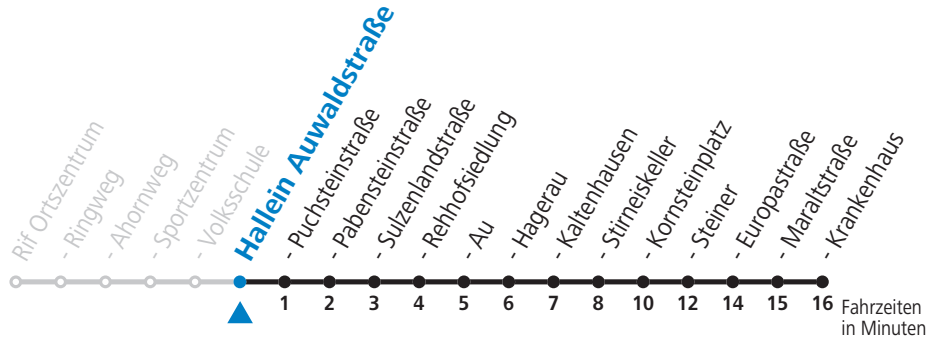 Rif Ortszentrum
- Ringweg
- Ahornweg
- Sportzentrum
- Volksschule
Hallein Auwaldstraße
- Puchsteinstraße
- Pabensteinstraße
- Sulzenlandstraße
- Rehhofsiedlung
- Au
- Hagerau
- Kaltenhausen
- Stirneiskeller
- Kornsteinplatz
- Steiner
- Europastraße
- Maraltstraße
- Krankenhaus
1 2 3 4 5 6 7 8 10 12 14 15 16
Fahrzeiten
in Minuten